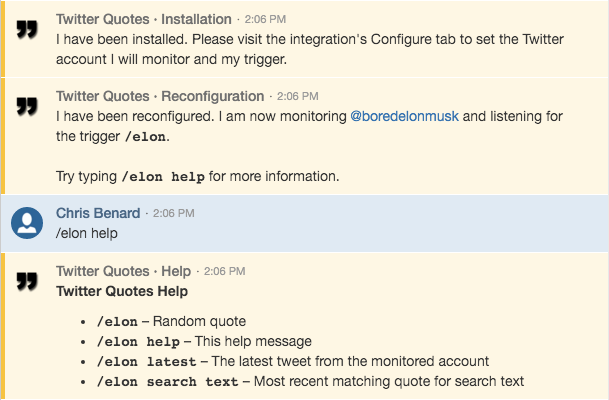 Twitter Quotes · Installation · 2:06 PM
I have been installed. Please visit the integration's Configure tab to set the Twitter
account I will monitor and my trigger.
Twitter Quotes · Reconfiguration · 2:06 PM
I have been reconfigured. I am now monitoring @boredelonmusk and listening for
the trigger /elon.
Try typing /elon help for more information.
Chris Benard · 2:06 PM
/elon help
Twitter Quotes · Help · 2:06 PM
Twitter Quotes Help
• /elon – Random quote
• /elon help – This help message
• /elon latest – The latest tweet from the monitored account
• /elon search text – Most recent matching quote for search text